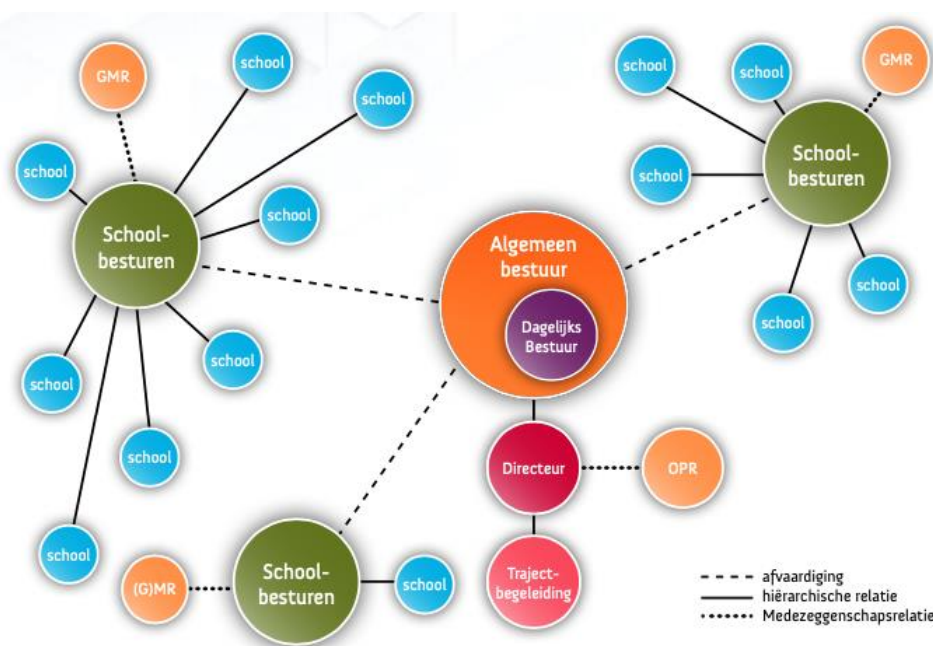 GMR
school
school
school
school
School-
besturen
school
school
school
school
(G)MR
School-
besturen
school
Algemeen
bestuur
Dagelijks
Bestuur
Directeur
OPR
Traject-
begeleiding
school
school
GMR
school
School-
besturen
school
school
afvaardiging
hiërarchische relatie
Medezeggenschapsrelatie